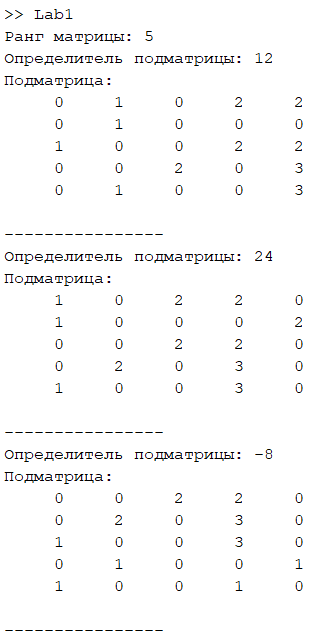 >> Lab1
Ранг матрицы: 5
Определитель подматрицы: 12
Подматрица:
0 1 0 2 2
0 1 0 0 0
1 0 0 2 2
0 0 2 0 3
0 1 0 0 3
----------------
Определитель подматрицы: 24
Подматрица:
1 0 2 2 0
1 0 0 0 2
0 0 2 2 0
0 2 0 3 0
1 0 0 3 0
----------------
Определитель подматрицы: -8
Подматрица:
0 0 2 2 0
0 2 0 3 0
1 0 0 3 0
0 1 0 0 1
1 0 0 1 0
----------------